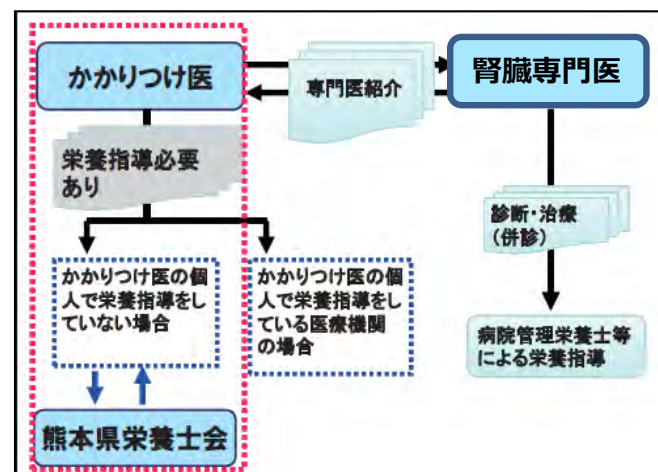 かかりつけ医
専門医紹介
腎臓専門医
栄養指導必要
あり
診断・治療
(併診)
かかりつけ医の個
人で栄養指導をし
ていない場合
かかりつけ医の個
人で栄養指導をし
ている医療機関
の場合
病院管理栄養士等
による栄養指導
熊本県栄養士会